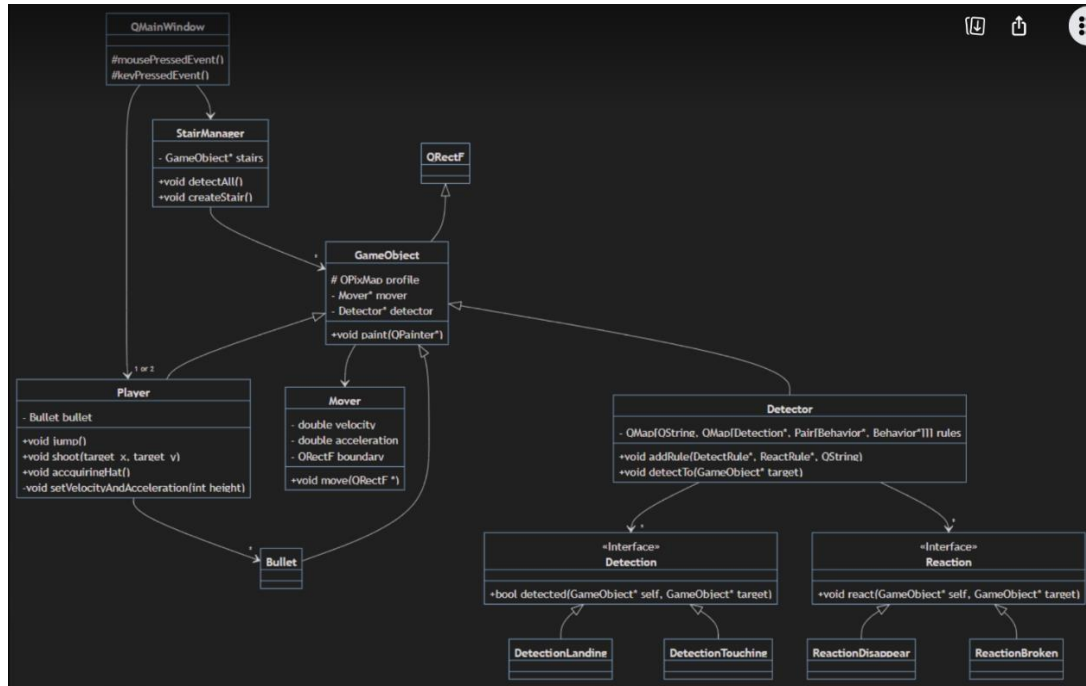 QMainWindow
#mousePressedEvent()
#keyPressedEvent()
StairManager
- GameObject* stairs
+void detectAll()
+void createStair()
QRectF
*
GameObject
# QPixMap profile
- Mover* mover
- Detector* detector
+void paint(QPainter*)
1 or 2
Player
- Bullet bullet
+void jump()
+void shoot(target_x, target_y)
+void accquiringHat()
-void setVelocityAndAcceleration(int height)
Mover
- double velocity
- double acceleration
- QRectF boundary
+void move(QRectF *)
Detector
- QMap[QString, QMap[Detection*, Pair[Behavior*, Behavior*]]] rules
+void addRule(DetectRule*, ReactRule*, QString)
+void detectTo(GameObject* target)
*
Bullet
*
«Interface»
Detection
+bool detected(GameObject* self, GameObject* target)
*
«Interface»
Reaction
+void react(GameObject* self, GameObject* target)
DetectionLanding
DetectionTouching
ReactionDisappear
ReactionBroken